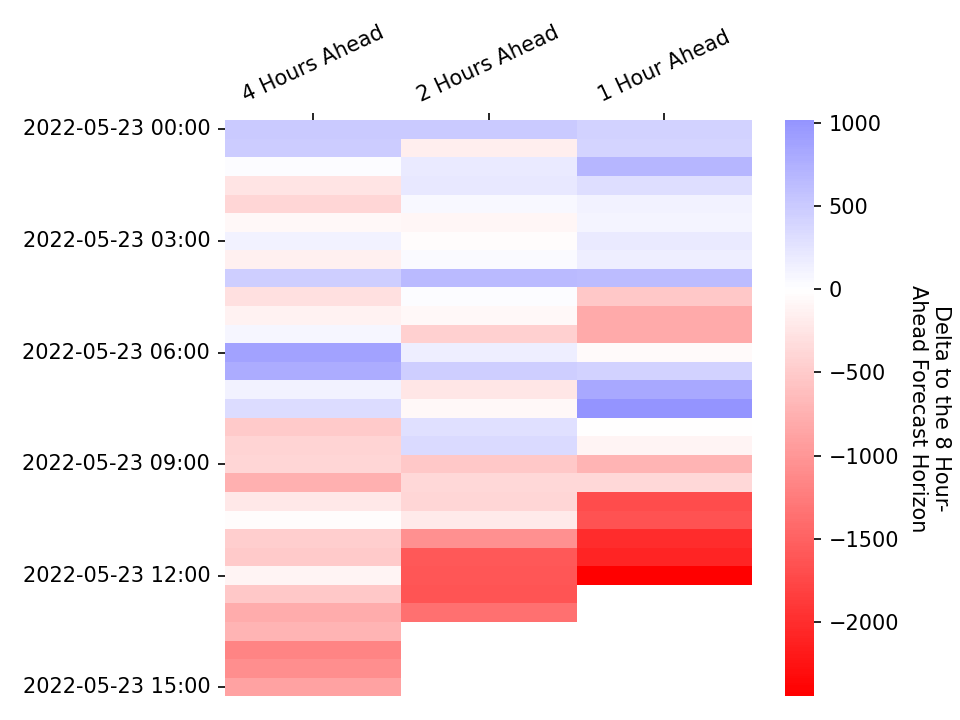 4 Hours Ahead
2 Hours Ahead
1 Hour Ahead
2022-05-23 00:00
2022-05-23 03:00
2022-05-23 06:00
2022-05-23 09:00
2022-05-23 12:00
2022-05-23 15:00
1000
500
0
−500
−1000
−1500
−2000
Delta to the 8 Hour-
Ahead Forecast Horizon